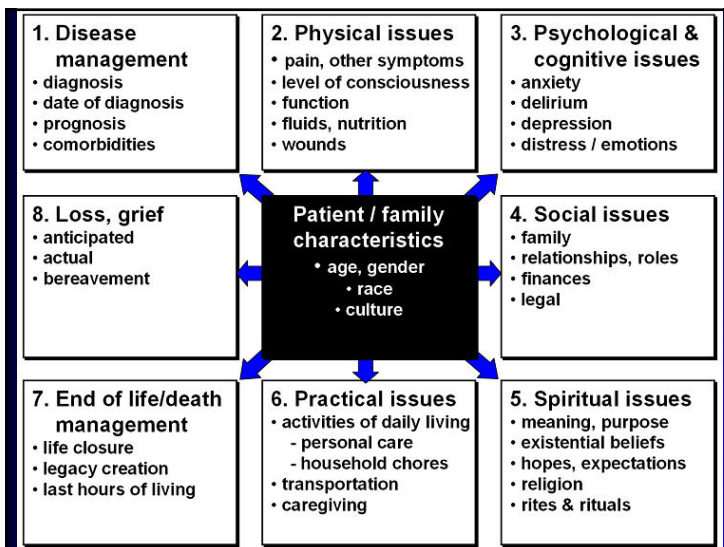 1. Disease
management
• diagnosis
• date of diagnosis
• prognosis
• comorbidities
2. Physical issues
• pain, other symptoms
• level of consciousness
• function
• fluids, nutrition
• wounds
3. Psychological &
cognitive issues
• anxiety
• delirium
• depression
• distress / emotions
8. Loss, grief
• anticipated
• actual
• bereavement
Patient / family
characteristics
• age, gender
• race
• culture
4. Social issues
• family
• relationships, roles
• finances
• legal
7. End of life/death
management
• life closure
• legacy creation
• last hours of living
6. Practical issues
• activities of daily living
- personal care
- household chores
• transportation
• caregiving
5. Spiritual issues
• meaning, purpose
• existential beliefs
• hopes, expectations
• religion
• rites & rituals